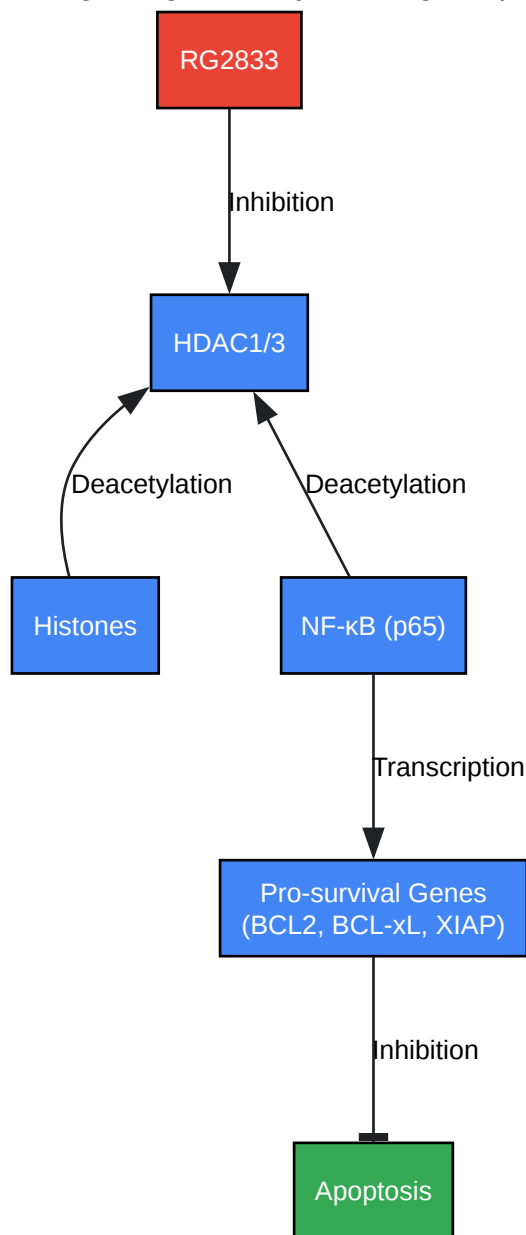 RG2833
Inhibition
HDAC1/3
Deacetylation
Deacetylation
Histones
NF-κB (p65)
Transcription
Pro-survival Genes
(BCL2, BCL-xL, XIAP)
Inhibition
Apoptosis